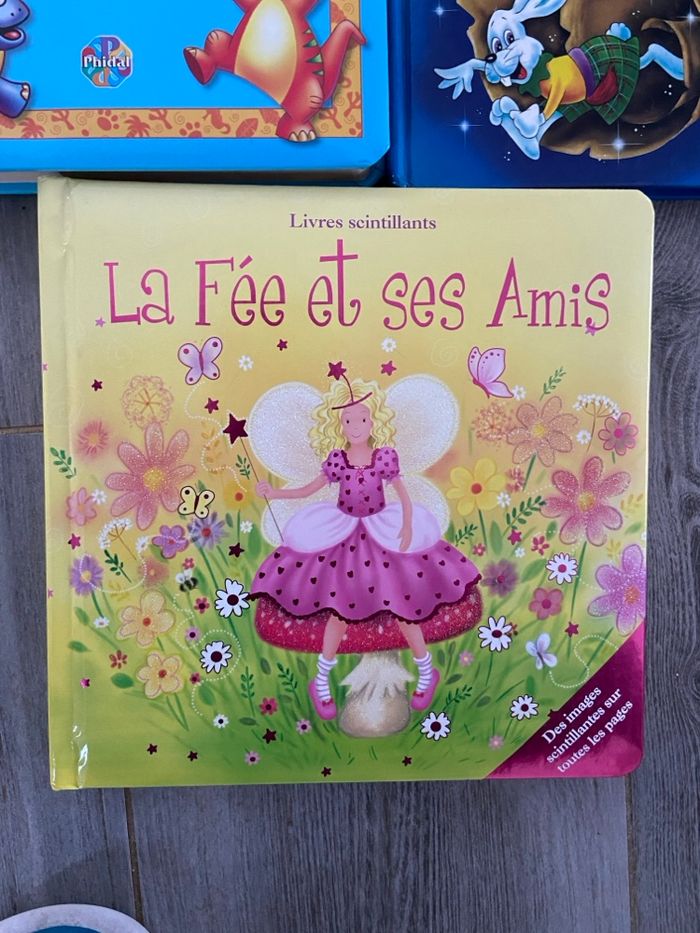 Phidal
Livres scintillants
La Fée et ses Amis
Des images
scintillantes sur
toutes les pages